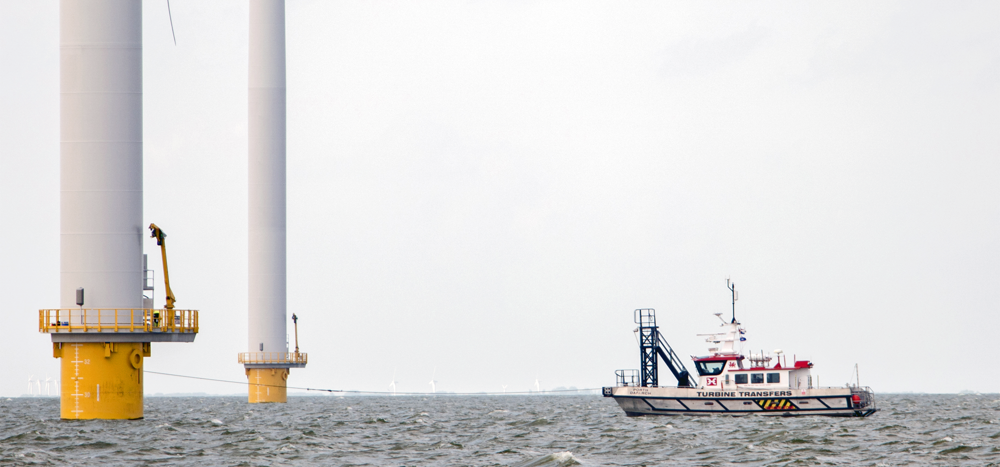 32
30
PORTH
DAFARCH
TURBINE TRANSFERS